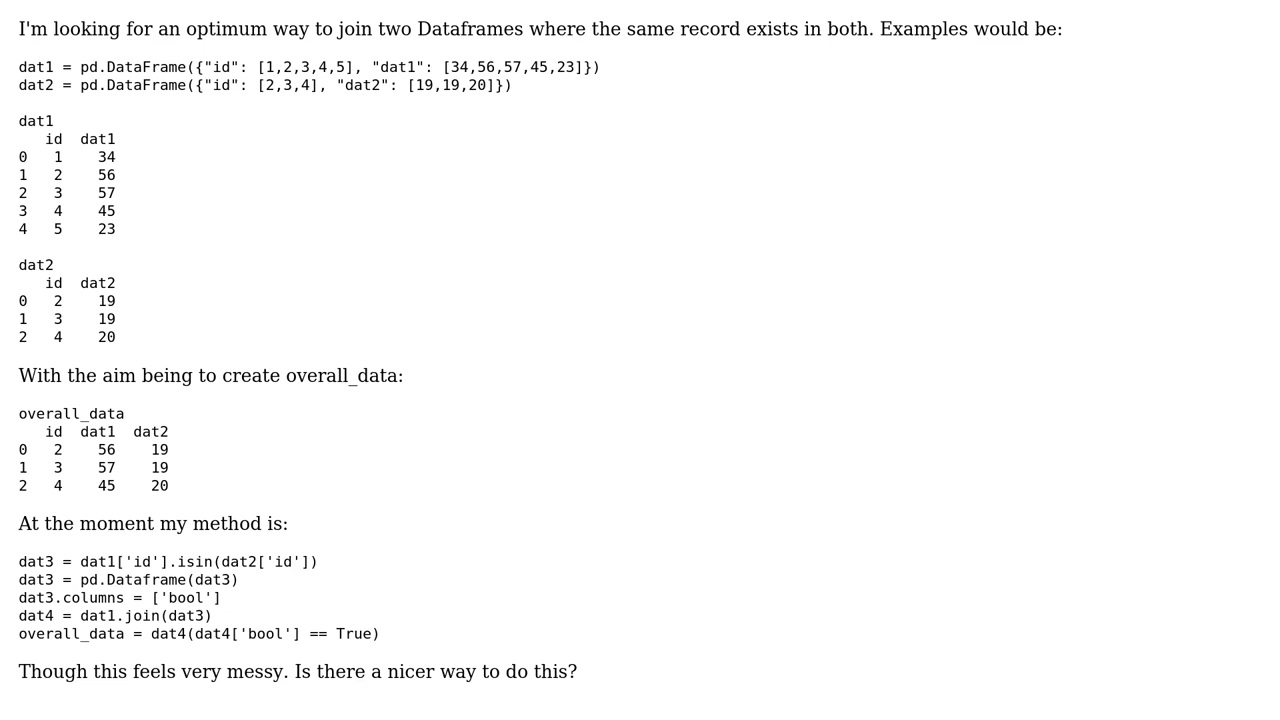 I'm looking for an optimum way to join two Dataframes where the same record exists in both. Examples would be:
dat1 = pd.DataFrame({"id": [1,2,3,4,5], "dat1": [34,56,57,45,23]})
dat2 = pd.DataFrame({"id": [2,3,4], "dat2": [19,19,20]})
dat1
   id  dat1
0   1    34
1   2    56
2   3    57
3   4    45
4   5    23
dat2
   id  dat2
0   2    19
1   3    19
2   4    20
With the aim being to create overall_data:
overall_data
   id  dat1  dat2
0   2    56    19
1   3    57    19
2   4    45    20
At the moment my method is:
dat3 = dat1['id'].isin(dat2['id'])
dat3 = pd.Dataframe(dat3)
dat3.columns = ['bool']
dat4 = dat1.join(dat3)
overall_data = dat4(dat4['bool'] == True)
Though this feels very messy. Is there a nicer way to do this?